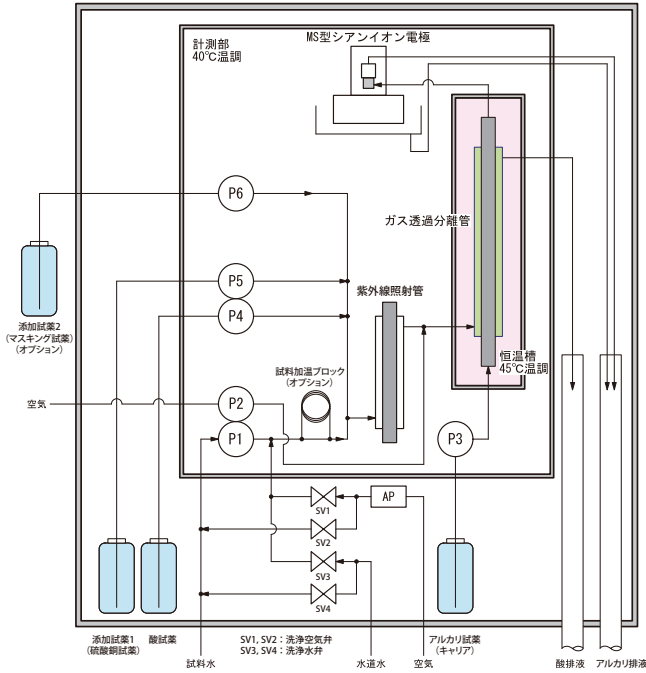 計測部
40℃温調
MS型シアンイオン電極
P6
ガス透過分離管
P5
P4
紫外線照射管
添加試薬2
(マスキング試薬)
(オプション)
試料加温ブロック
(オプション)
恒温槽
45℃温調
空気
P2
P1
P3
AP
SV1
SV2
SV3
SV4
添加試薬1
(硫酸銅試薬)
酸試薬
SV1, SV2：洗浄空気弁
SV3, SV4：洗浄水弁
アルカリ試薬
(キャリア)
試料水
水道水
空気
酸排液
アルカリ排液